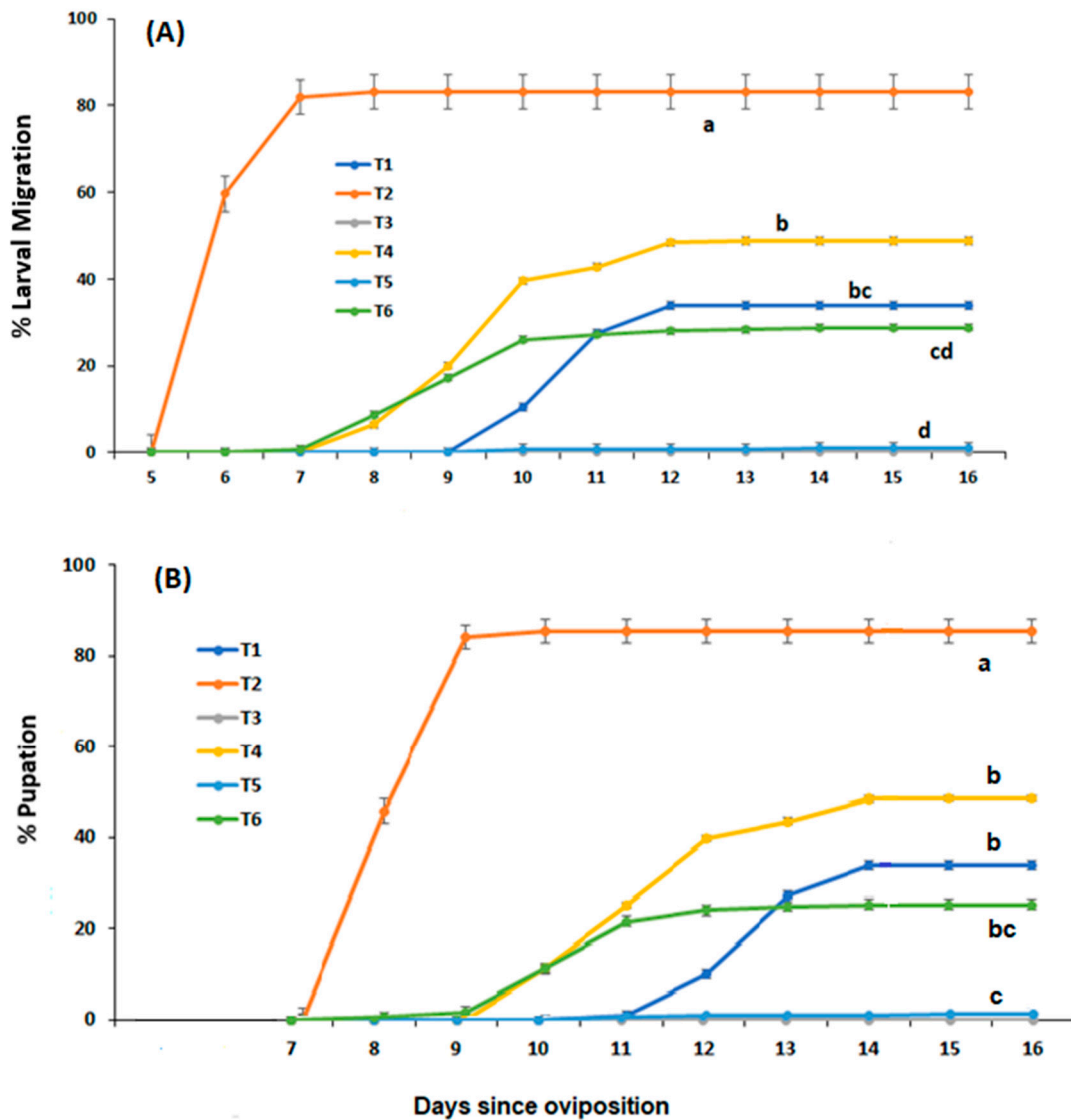 100
(A)
80
60
40
20
0
% Larval Migration
T1
T2
T3
T4
T5
T6
a
b
bc
cd
d
5 6 7 8 9 10 11 12 13 14 15 16
100
(B)
80
60
40
20
0
% Pupation
T1
T2
T3
T4
T5
T6
a
b
b
bc
c
7 8 9 10 11 12 13 14 15 16
Days since oviposition